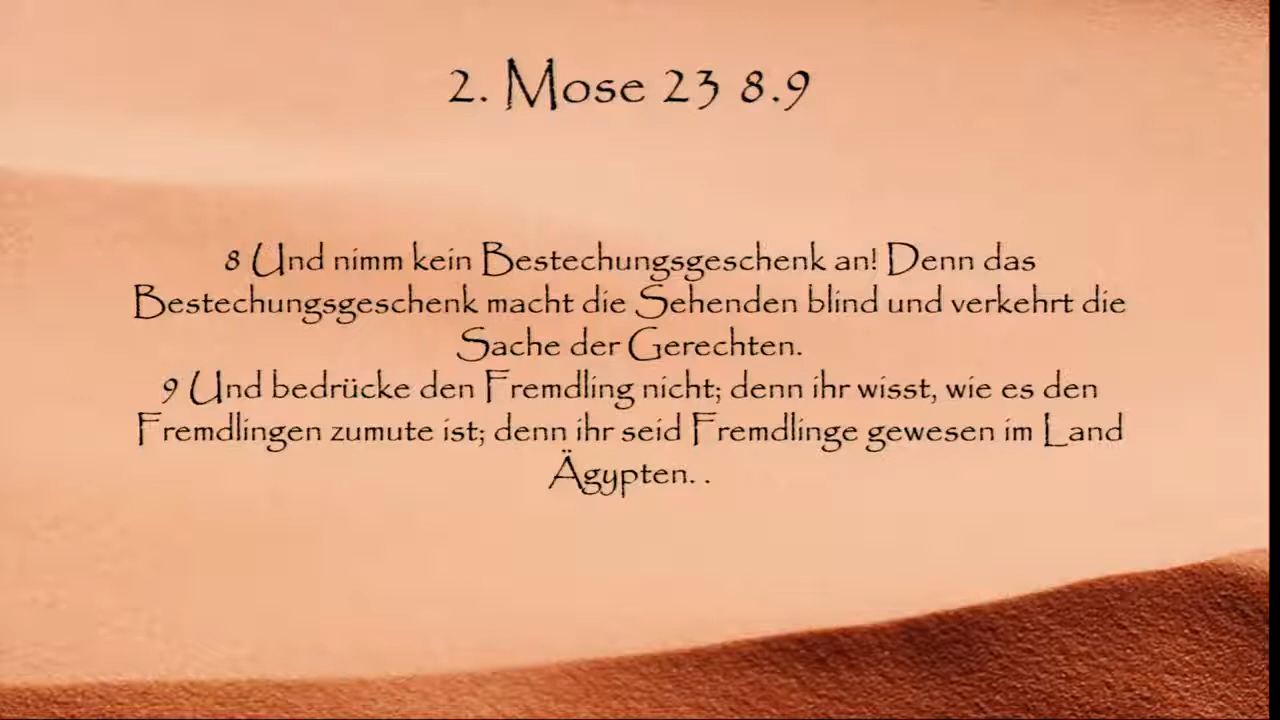 2. Mose 23 8.9
8 Und nimm kein Bestechungsgeschenk an! Denn das
Bestechungsgeschenk macht die Sehenden blind und verkehrt die
Sache der Gerechten.
9 Und bedrücke den Fremdling nicht; denn ihr wisst, wie es den
Fremdlingen zumute ist; denn ihr seid Fremdlinge gewesen im Land
Ägypten. .